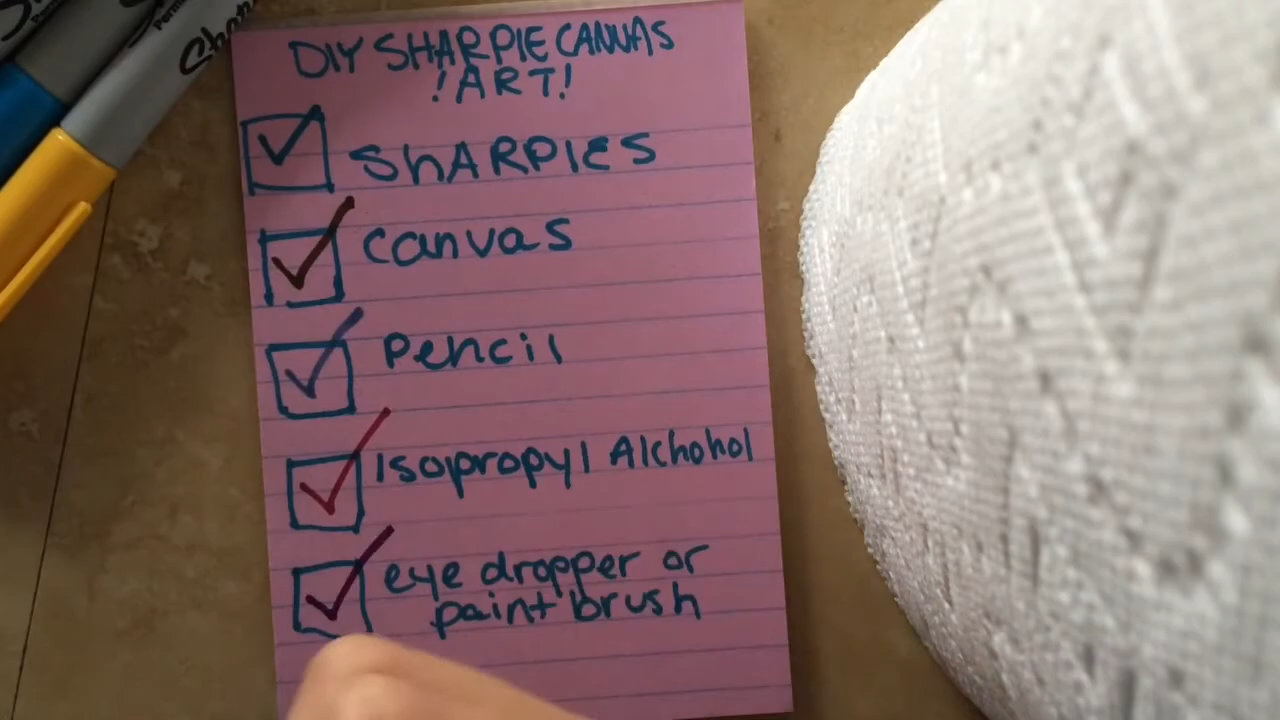 DIY SHARPIE CANVAS
!ART!
ShARPIES
canvas
Pencil
Isopropyl Alchohol
eye dropper or
paint brush